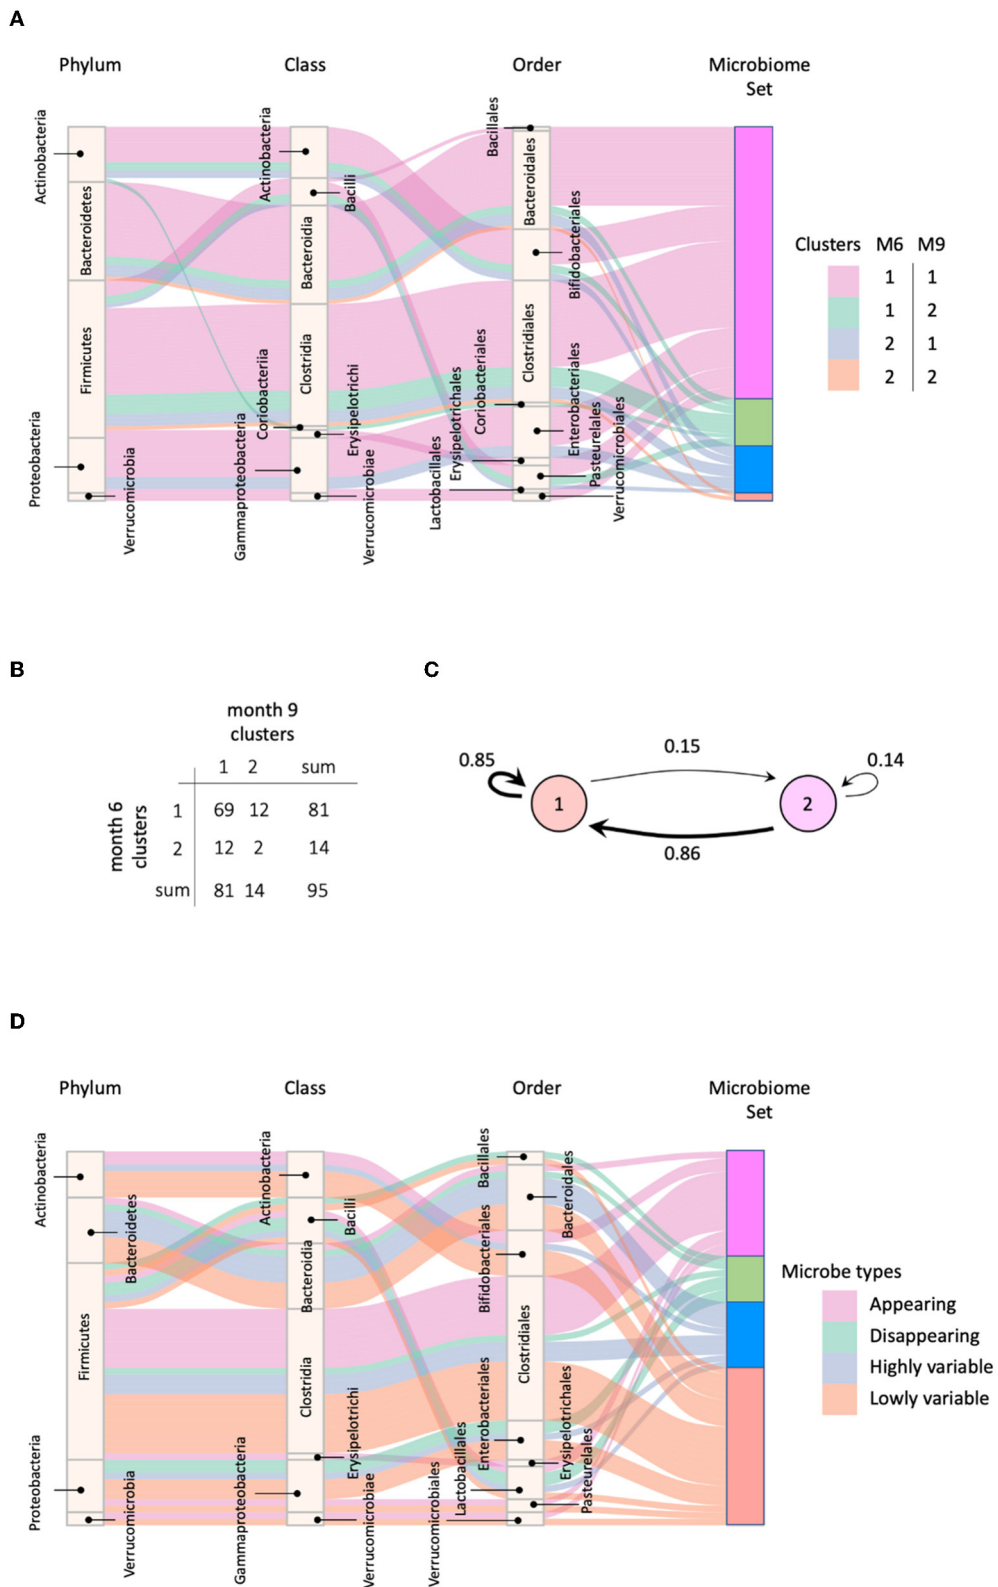 A
Phylum
Class
Order
Microbiome
Set
Actinobacteria
Bacteroidetes
Firmicutes
Proteobacteria
Verrucomicrobia
Actinobacteria
Bacilli
Bacteroidia
Clostridia
Coriobacteriia
Erysipelotrichi
Gammaproteobacteria
Verrucomicrobiae
Bacillales
Bacteroidales
Bifidobacteriales
Clostridiales
Coriobacteriales
Enterobacteriales
Erysipelotrichales
Pasteurelales
Lactobacillales
Verrucomicrobiales
Clusters M6 M9
1 1
1 2
2 1
2 2
B
month 9
clusters
1 2 sum
month 6
clusters
1 69 12 81
2 12 2 14
sum 81 14 95
C
0.85
0.15
0.14
1
2
0.86
D
Phylum
Class
Order
Microbiome
Set
Actinobacteria
Bacteroidetes
Firmicutes
Proteobacteria
Verrucomicrobia
Actinobacteria
Bacilli
Bacteroidia
Clostridia
Erysipelotrichi
Gammaproteobacteria
Verrucomicrobiae
Bacillales
Bacteroidales
Bifidobacteriales
Clostridiales
Enterobacteriales
Erysipelotrichales
Lactobacillales
Pasteurelales
Verrucomicrobiales
Microbe types
Appearing
Disappearing
Highly variable
Lowly variable